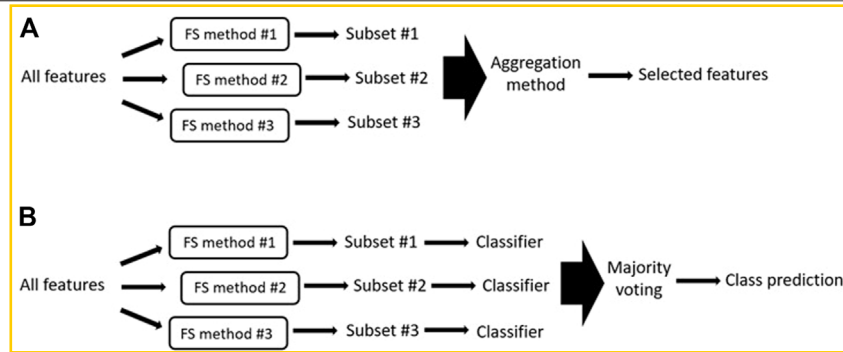 A
All features
FS method #1
Subset #1
FS method #2
Subset #2
FS method #3
Subset #3
Aggregation
method
Selected features
B
All features
FS method #1
Subset #1
Classifier
FS method #2
Subset #2
Classifier
FS method #3
Subset #3
Classifier
Majority
voting
Class prediction